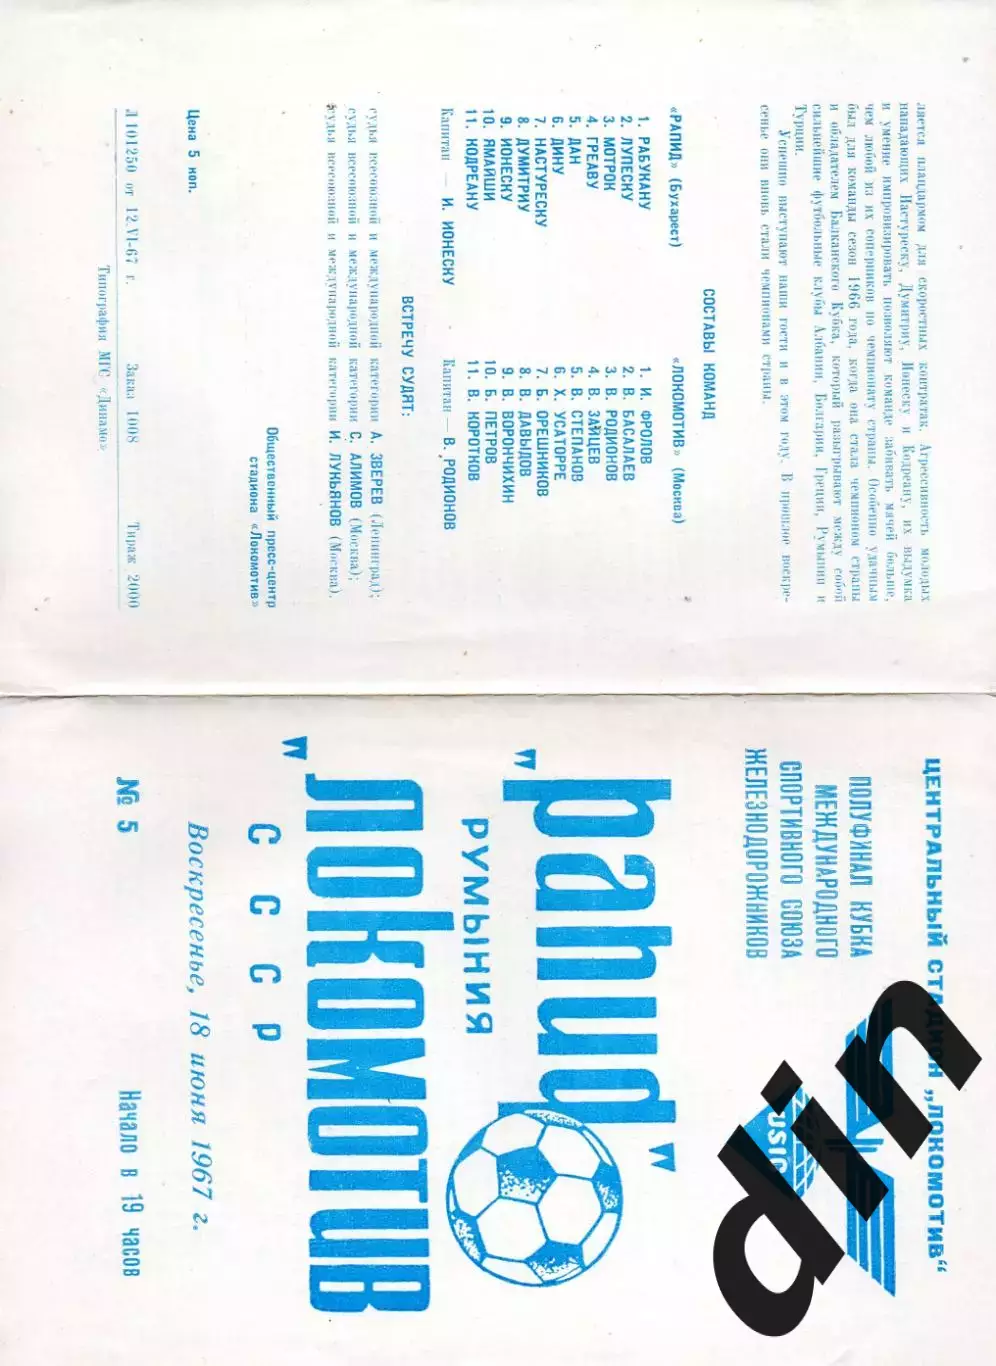 ляется плацдармом для скоростных контратак. Агрессивность молодых
нападающих Настуреску, Думитриу, Ионеску и Кодреану, их выдумка
и умение импровизировать позволяют команде забивать мячей больше,
чем любой из их соперников по чемпионату страны. Особенно удачным
был для команды сезон 1966 года, когда она стала чемпионом страны
и обладателем Балканского Кубка, который разыгрывают между собой
сильнейшие футбольные клубы Албании, Болгарии, Греции, Румынии и
Турции.
Успешно выступают наши гости и в этом году. В прошлое воскре-
сенье они вновь стали чемпионами страны.
СОСТАВЫ КОМАНД
«РАПИД» (Бухарест)
1. РАБУКАНУ
2. ЛУПЕСКУ
3. МОТРОК
4. ГРЕАВУ
5. ДАН
6. ДИНУ
7. НАСТУРЕСКУ
8. ДУМИТРИУ
9. ИОНЕСКУ
10. ЯМАЙШИ
11. КОДРЕАНУ
Капитан — И. ИОНЕСКУ
«ЛОКОМОТИВ» (Москва)
1. И. ФРОЛОВ
2. В. БАСАЛАЕВ
3. В. РОДИОНОВ
4. В. ЗАЙЦЕВ
5. В. СТЕПАНОВ
6. Х. УСАТОРРЕ
7. Б. ОРЕШНИКОВ
8. В. ДАВЫДОВ
9. В. ВОРОНЧИХИН
10. Б. ПЕТРОВ
11. В. КОРОТКОВ
Капитан — В. РОДИОНОВ
ВСТРЕЧУ СУДЯТ:
судья всесоюзной и международной категории А. ЗВЕРЕВ (Ленинград);
судья всесоюзной и международной категории С. АЛИМОВ (Москва);
судья всесоюзной и международной категории И. ЛУКЬЯНОВ (Москва).
Общественный пресс-центр
стадиона «Локомотив»
Цена 5 коп.
Л 101250 от 12.VI-67 г. Заказ 1008 Тираж 2000
Типография МГС «Динамо»
ЦЕНТРАЛЬНЫЙ СТАДИОН „ЛОКОМОТИВ“
ПОЛУФИНАЛ КУБКА
МЕЖДУНАРОДНОГО
СПОРТИВНОГО СОЮЗА
ЖЕЛЕЗНОДОРОЖНИКОВ
USIC
"рапид"
РУМЫНИЯ
"ЛОКОМОТИВ
СССР
Воскресенье, 18 июня 1967 г.
№ 5 Начало в 19 часов
din